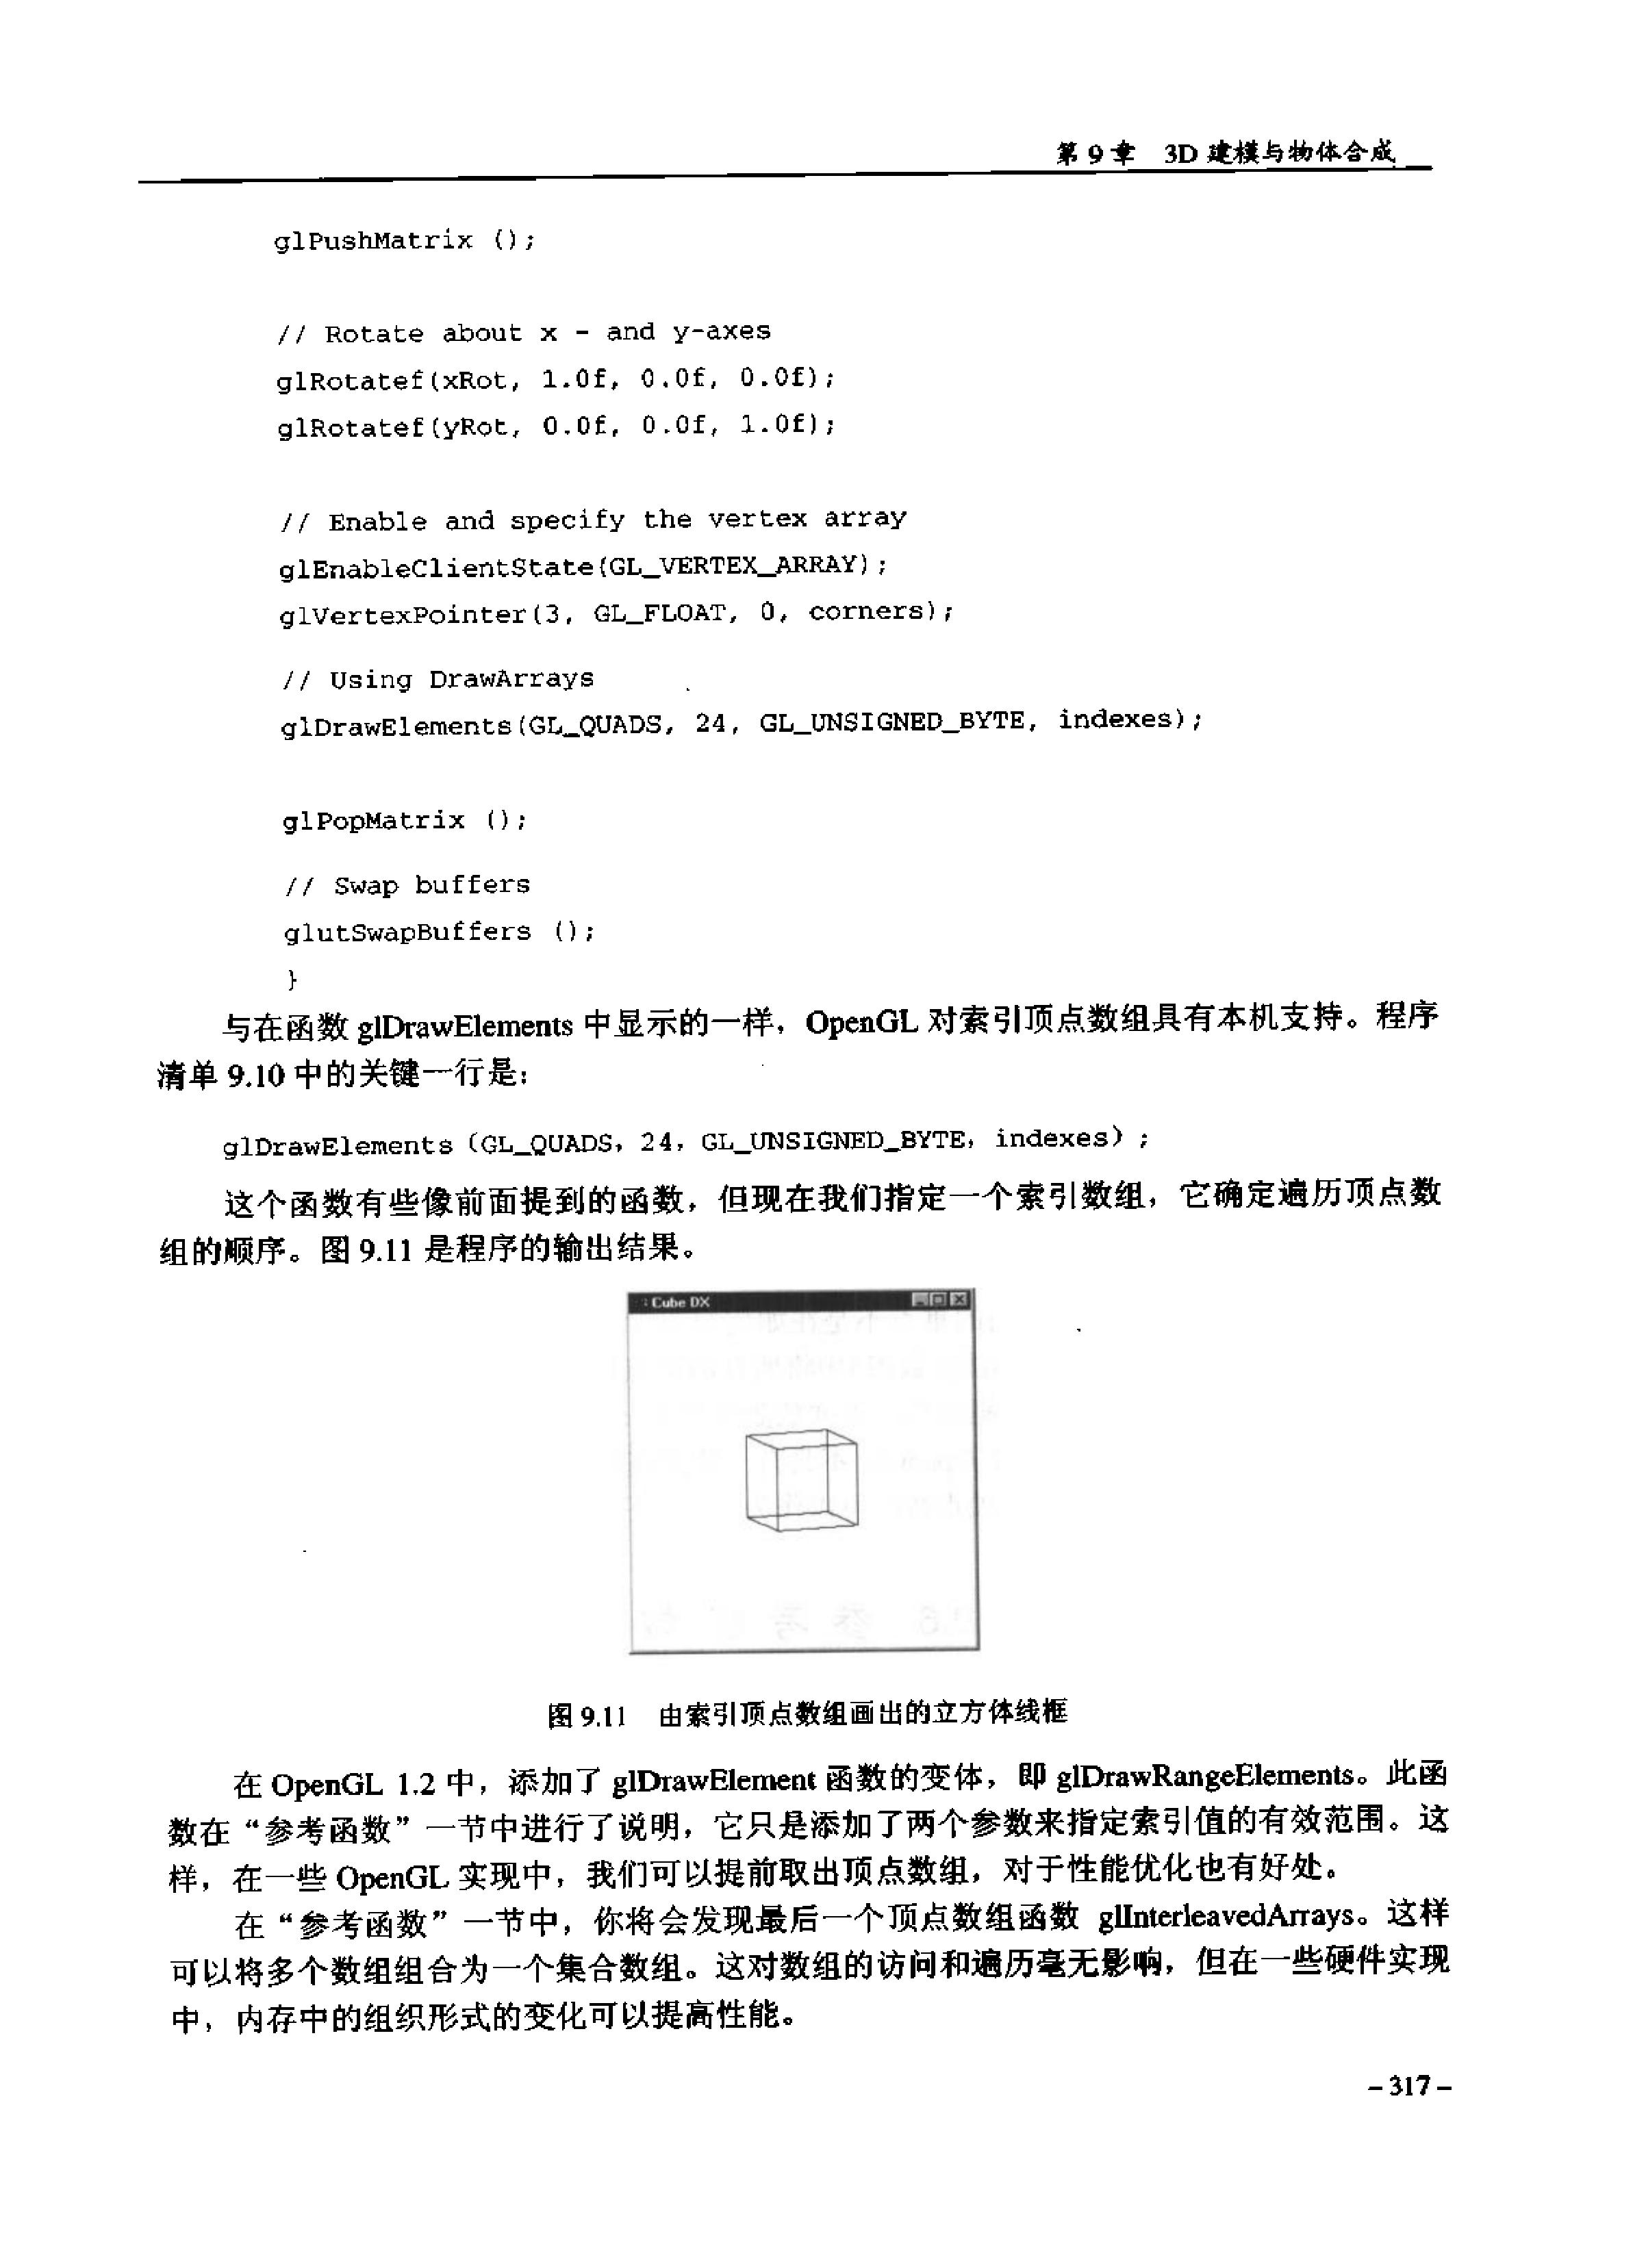 第 9 章 3D 建模与物体合成
glPushMatrix ();
// Rotate about x - and y-axes
glRotatef(xRot, 1.0f, 0.0f, 0.0f);
glRotatef(yRot, 0.0f, 0.0f, 1.0f);
// Enable and specify the vertex array
glEnableClientState(GL_VERTEX_ARRAY);
glVertexPointer(3, GL_FLOAT, 0, corners);
// Using DrawArrays
glDrawElements(GL_QUADS, 24, GL_UNSIGNED_BYTE, indexes);
glPopMatrix ();
// Swap buffers
glutSwapBuffers ();
}
与在函数 glDrawElements 中显示的一样，OpenGL 对索引顶点数组具有本机支持。程序
清单 9.10 中的关键一行是：
glDrawElements（GL_QUADS，24，GL_UNSIGNED_BYTE，indexes）;
这个函数有些像前面提到的函数，但现在我们指定一个索引数组，它确定遍历顶点数
组的顺序。图 9.11 是程序的输出结果。
Cube DX
图 9.11 由索引顶点数组画出的立方体线框
在 OpenGL 1.2 中，添加了 glDrawElement 函数的变体，即 glDrawRangeElements。此函
数在“参考函数”一节中进行了说明，它只是添加了两个参数来指定索引值的有效范围。这
样，在一些 OpenGL 实现中，我们可以提前取出顶点数组，对于性能优化也有好处。
在“参考函数”一节中，你将会发现最后一个顶点数组函数 glInterleavedArrays。这样
可以将多个数组组合为一个集合数组。这对数组的访问和遍历毫无影响，但在一些硬件实现
中，内存中的组织形式的变化可以提高性能。
－317－